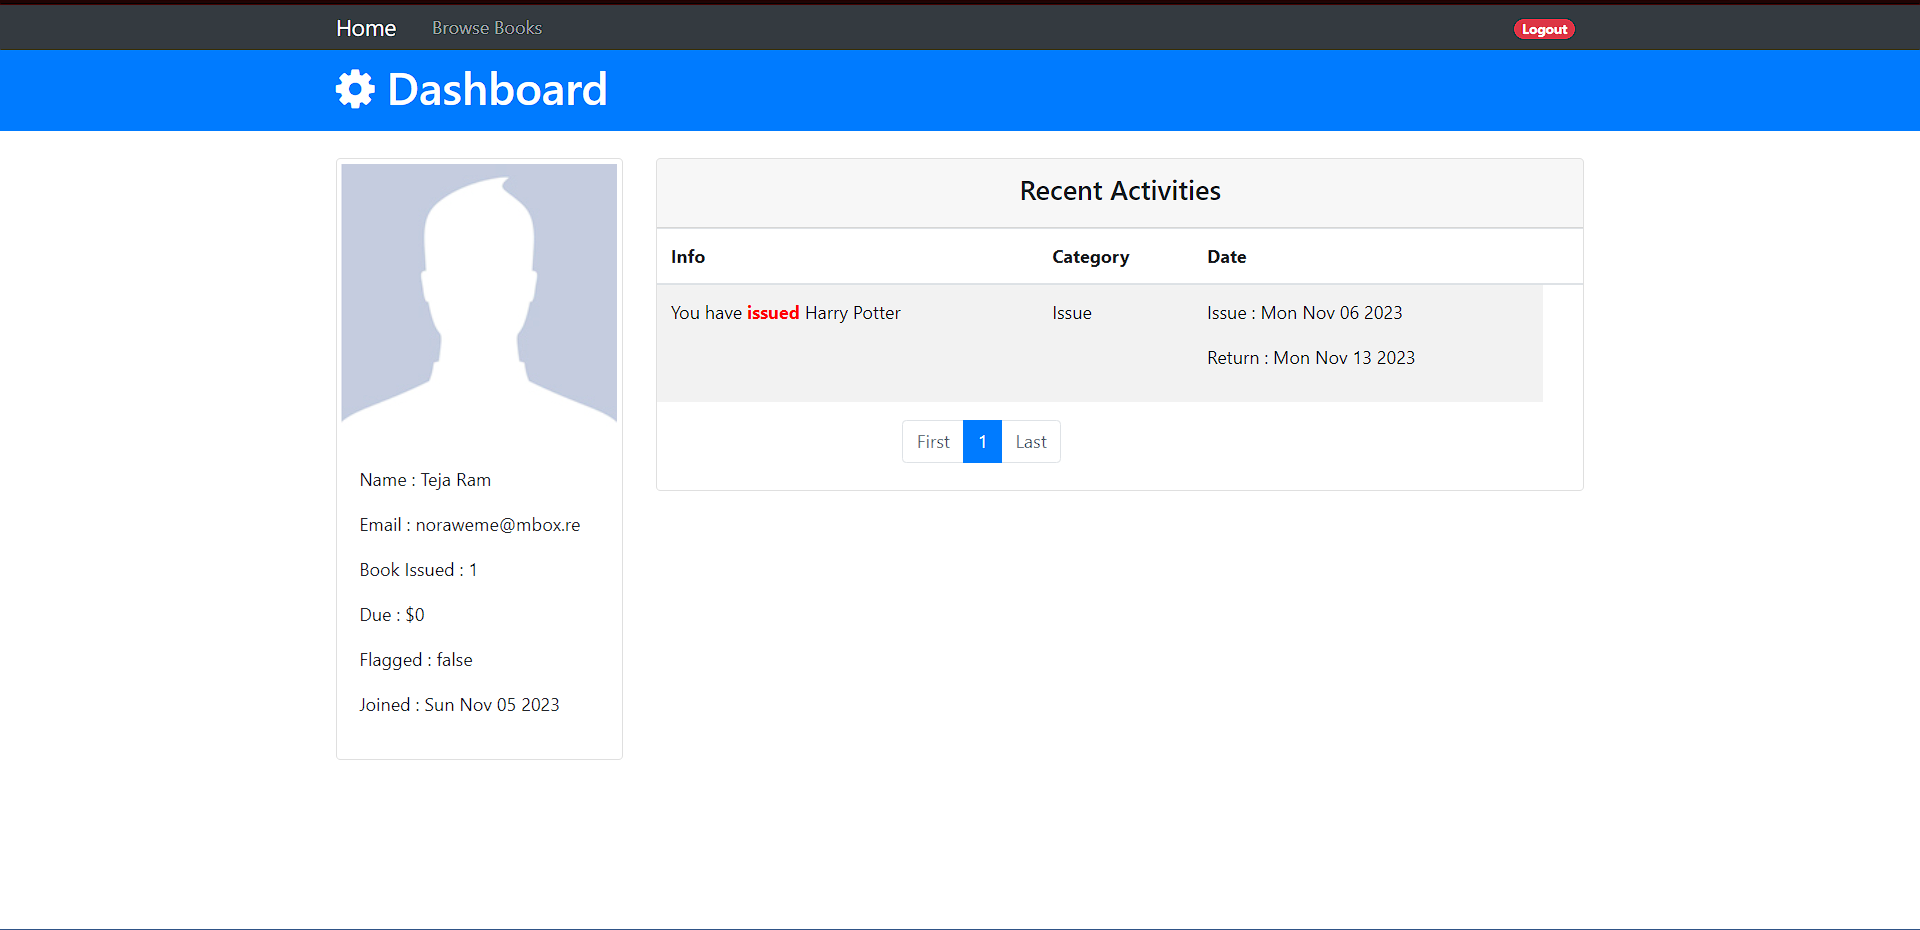 Home Browse Books Logout
Dashboard
Name : Teja Ram
Email : noraweme@mbox.re
Book Issued : 1
Due : $0
Flagged : false
Joined : Sun Nov 05 2023
Recent Activities
Info Category Date
You have issued Harry Potter Issue Issue : Mon Nov 06 2023
Return : Mon Nov 13 2023
First 1 Last